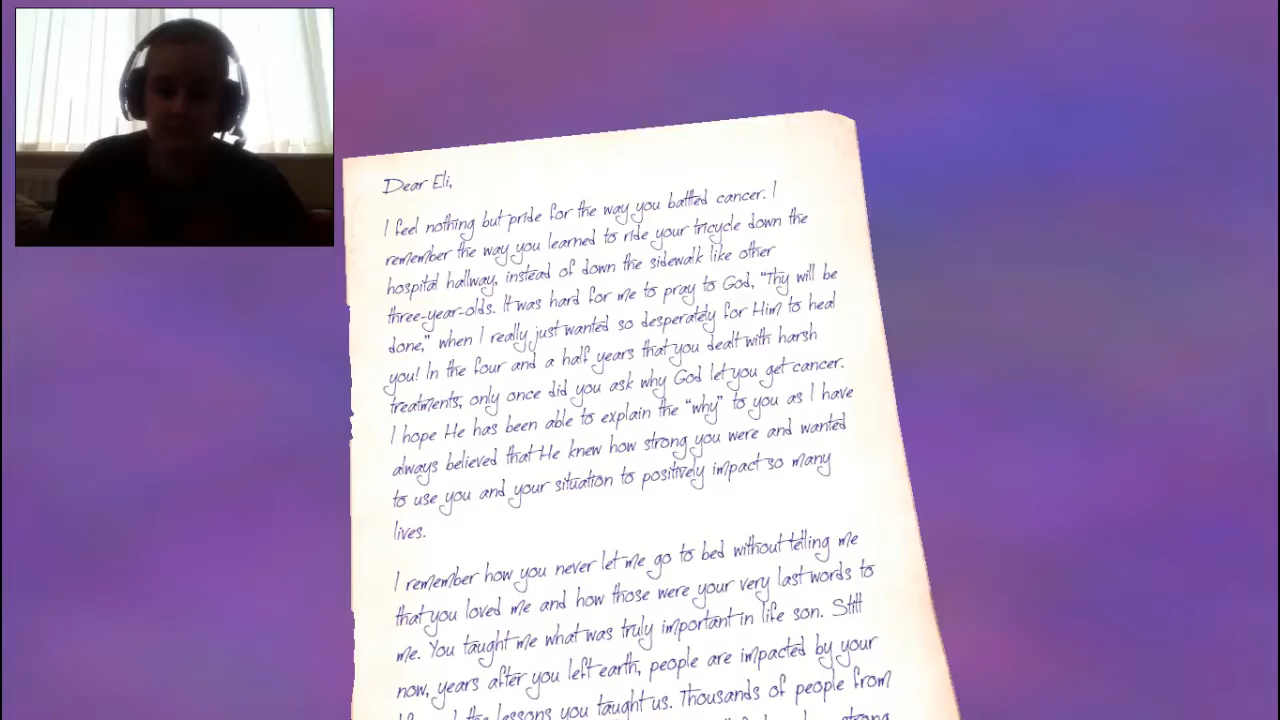 Dear Eli,
I feel nothing but pride for the way you battled cancer. I
remember the way you learned to ride your tricycle down the
hospital hallway, instead of down the sidewalk like other
three-year-olds. It was hard for me to pray to God, "Thy will be
done," when I really just wanted so desperately for Him to heal
you! In the four and a half years that you dealt with harsh
treatments, only once did you ask why God let you get cancer.
I hope He has been able to explain the "why" to you as I have
always believed that He knew how strong you were and wanted
to use you and your situation to positively impact so many
lives.
I remember how you never let me go to bed without telling me
that you loved me and how those were your very last words to
me. You taught me what was truly important in life son. Still
now, years after you left earth, people are impacted by your
the lessons you taught us. Thousands of people from
strong